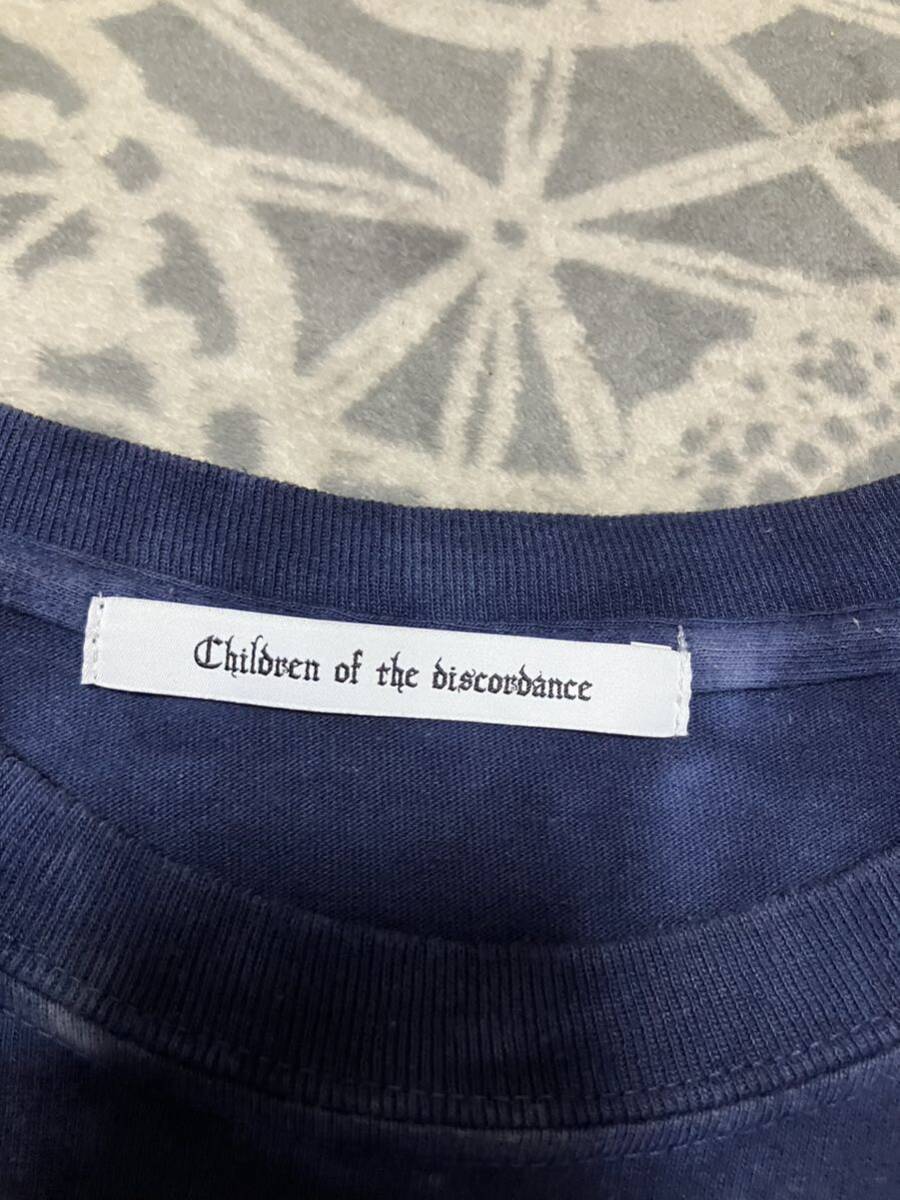 Children of the discordance